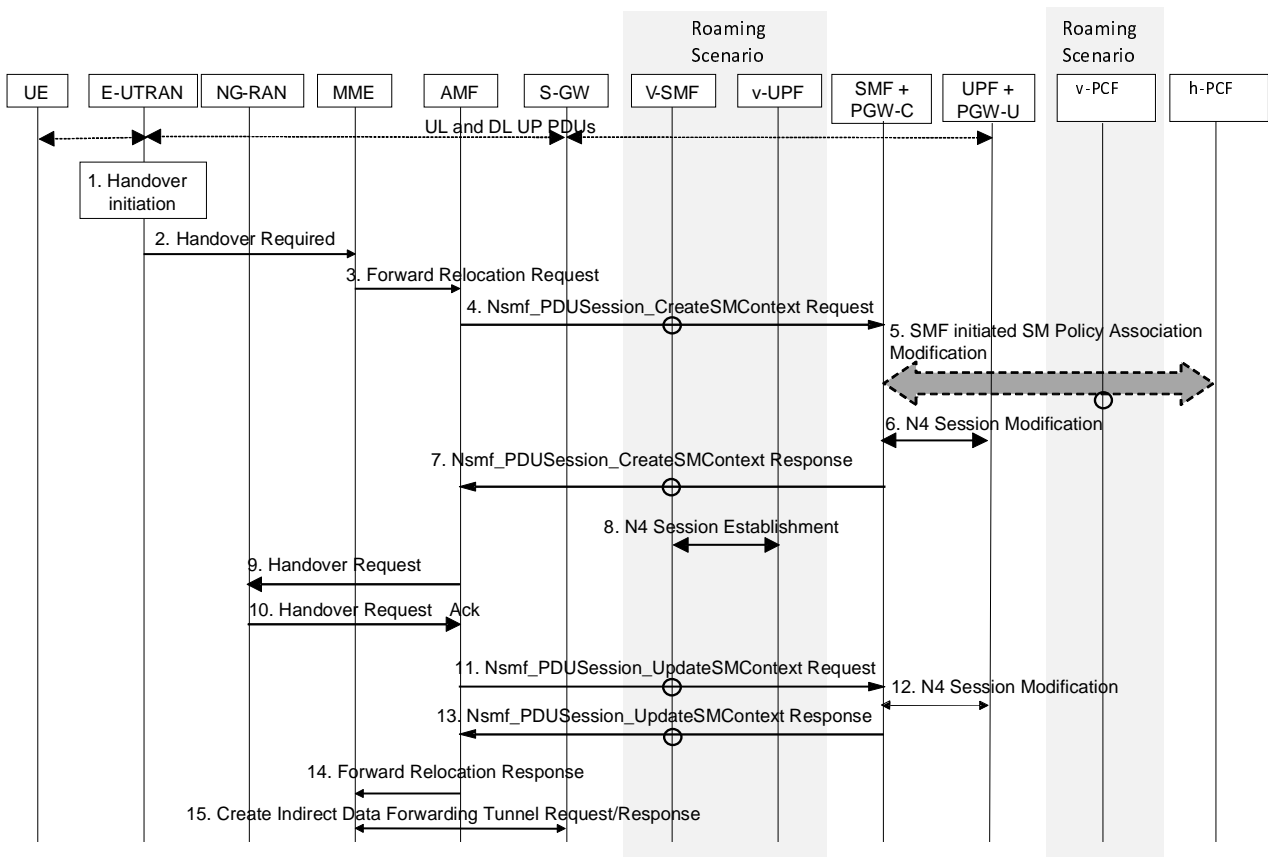 Roaming
Scenario
Roaming
Scenario
UE
E-UTRAN
NG-RAN
MME
AMF
S-GW
V-SMF
v-UPF
SMF +
PGW-C
UPF +
PGW-U
v-PCF
h-PCF
UL and DL UP PDUs
1. Handover
initiation
2. Handover Required
3. Forward Relocation Request
4. Nsmf_PDUSession_CreateSMContext Request
5. SMF initiated SM Policy Association
Modification
6. N4 Session Modification
7. Nsmf_PDUSession_CreateSMContext Response
8. N4 Session Establishment
9. Handover Request
10. Handover Request Ack
11. Nsmf_PDUSession_UpdateSMContext Request
12. N4 Session Modification
13. Nsmf_PDUSession_UpdateSMContext Response
14. Forward Relocation Response
15. Create Indirect Data Forwarding Tunnel Request/Response